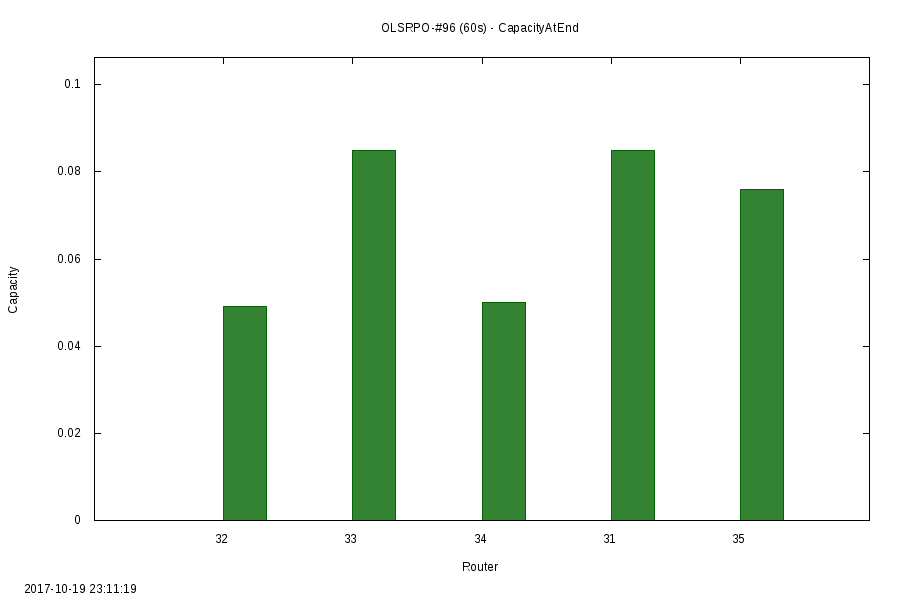 OLSRPO-#96 (60s) - CapacityAtEnd
0.1
0.08
0.06
0.04
0.02
0
Capacity
32 33 34 31 35
Router
2017-10-19 23:11:19